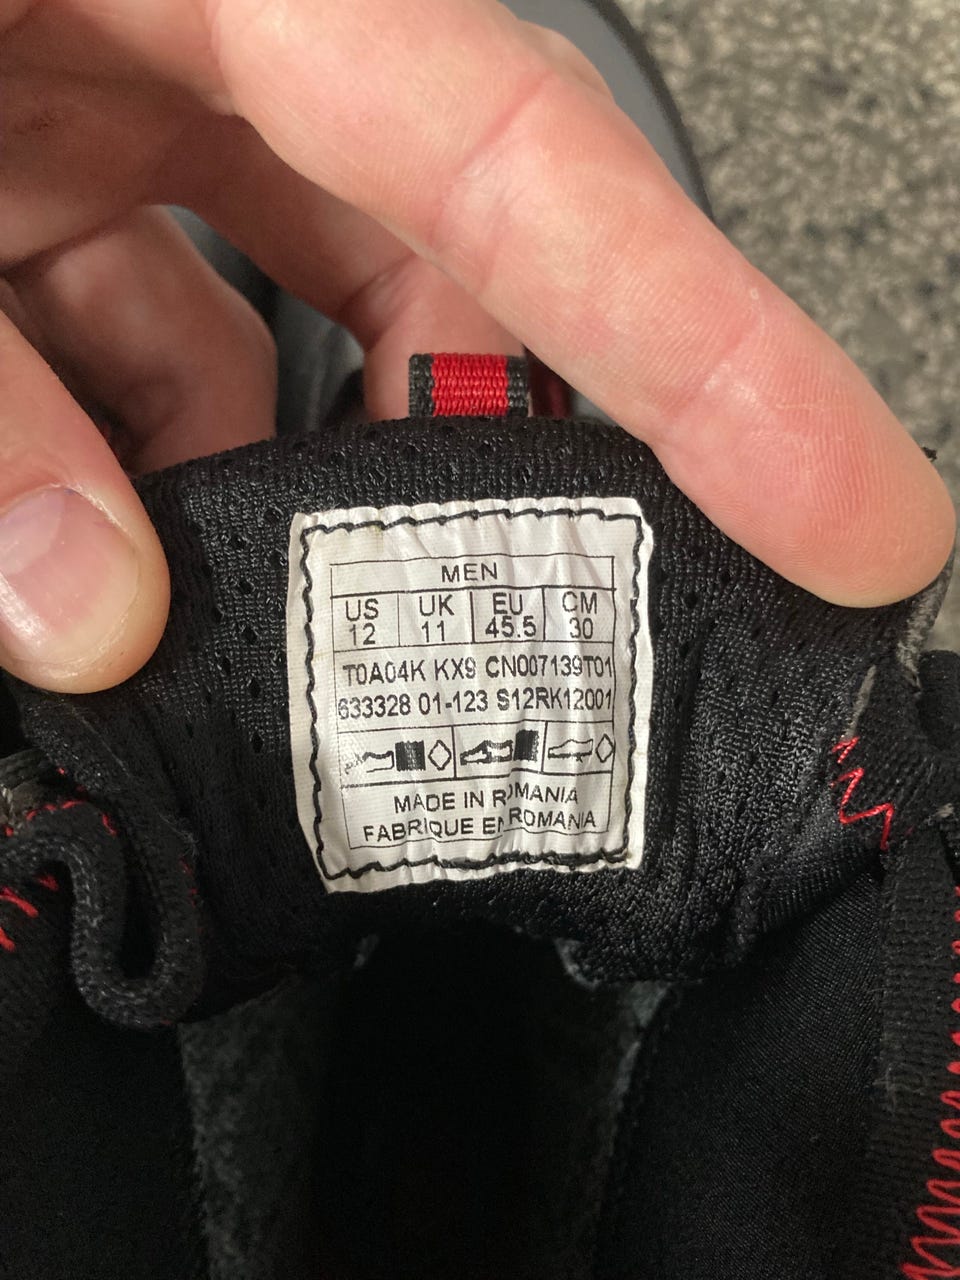 MEN
US UK EU CM
12 11 45.5 30
T0A04K KX9 CN007139T01
633328 01-123 S12RK12001
MADE IN ROMANIA
FABRIQUE EN ROMANIA